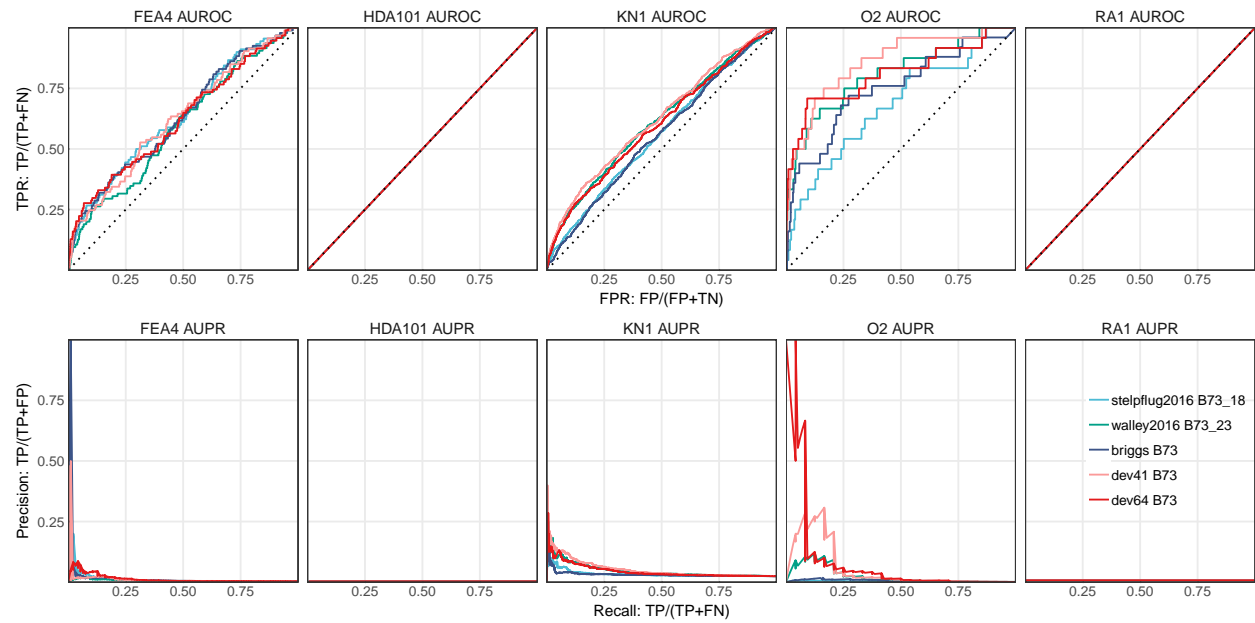 FEA4 AUROC
HDA101 AUROC
KN1 AUROC
O2 AUROC
RA1 AUROC
TPR: TP/(TP+FN)
0.75
0.50
0.25
0.25 0.50 0.75
0.25 0.50 0.75
0.25 0.50 0.75
0.25 0.50 0.75
0.25 0.50 0.75
FPR: FP/(FP+TN)
FEA4 AUPR
HDA101 AUPR
KN1 AUPR
O2 AUPR
RA1 AUPR
Precision: TP/(TP+FP)
0.75
0.50
0.25
stelpflug2016 B73_18
walley2016 B73_23
briggs B73
dev41 B73
dev64 B73
0.25 0.50 0.75
0.25 0.50 0.75
0.25 0.50 0.75
0.25 0.50 0.75
0.25 0.50 0.75
Recall: TP/(TP+FN)